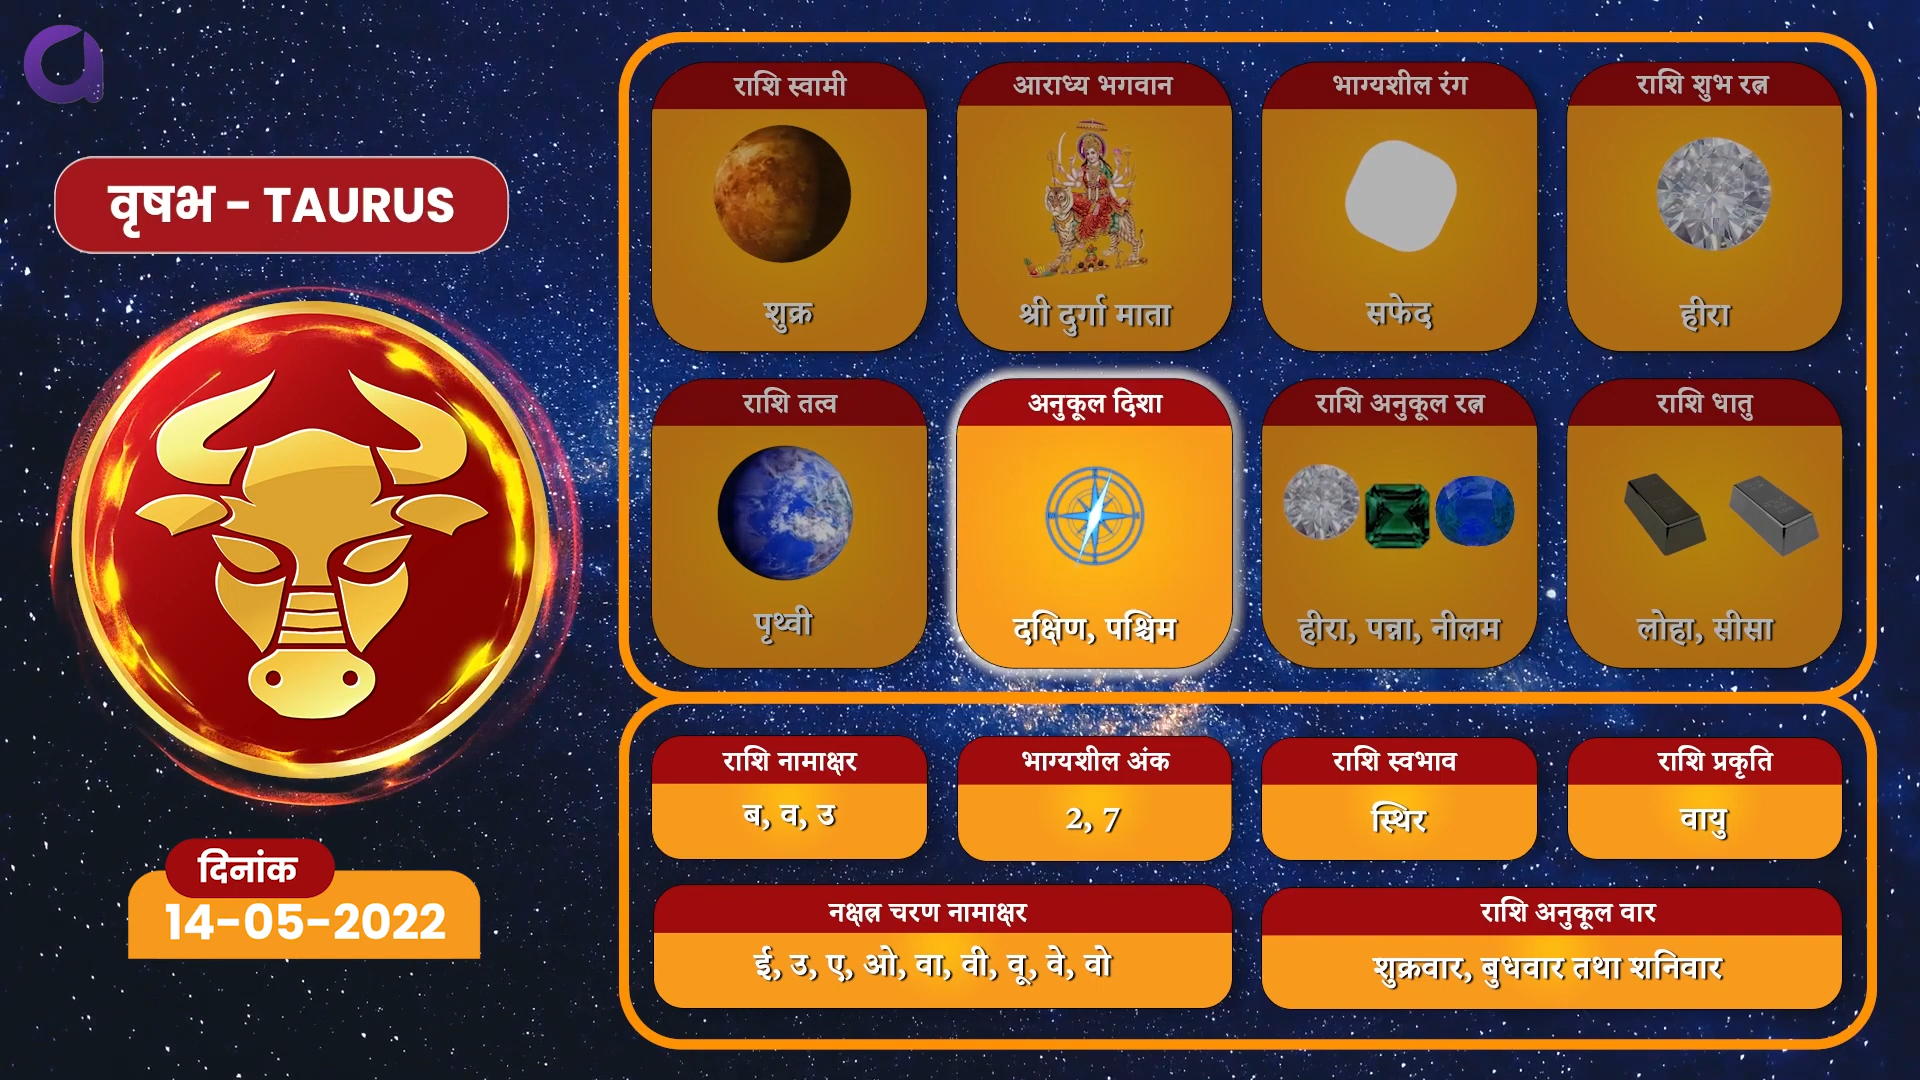 वृषभ - TAURUS
दिनांक
14-05-2022
राशि स्वामी
शुक्र
आराध्य भगवान
श्री दुर्गा माता
भाग्यशील रंग
सफेद
राशि शुभ रत्न
हीरा
राशि तत्व
पृथ्वी
अनुकूल दिशा
दक्षिण, पश्चिम
राशि अनुकूल रत्न
हीरा, पन्ना, नीलम
राशि धातु
लोहा, सीसा
राशि नामाक्षर
ब, व, उ
भाग्यशील अंक
2, 7
राशि स्वभाव
स्थिर
राशि प्रकृति
वायु
नक्षत्र चरण नामाक्षर
ई, उ, ए, ओ, वा, वी, वू, वे, वो
राशि अनुकूल वार
शुक्रवार, बुधवार तथा शनिवार